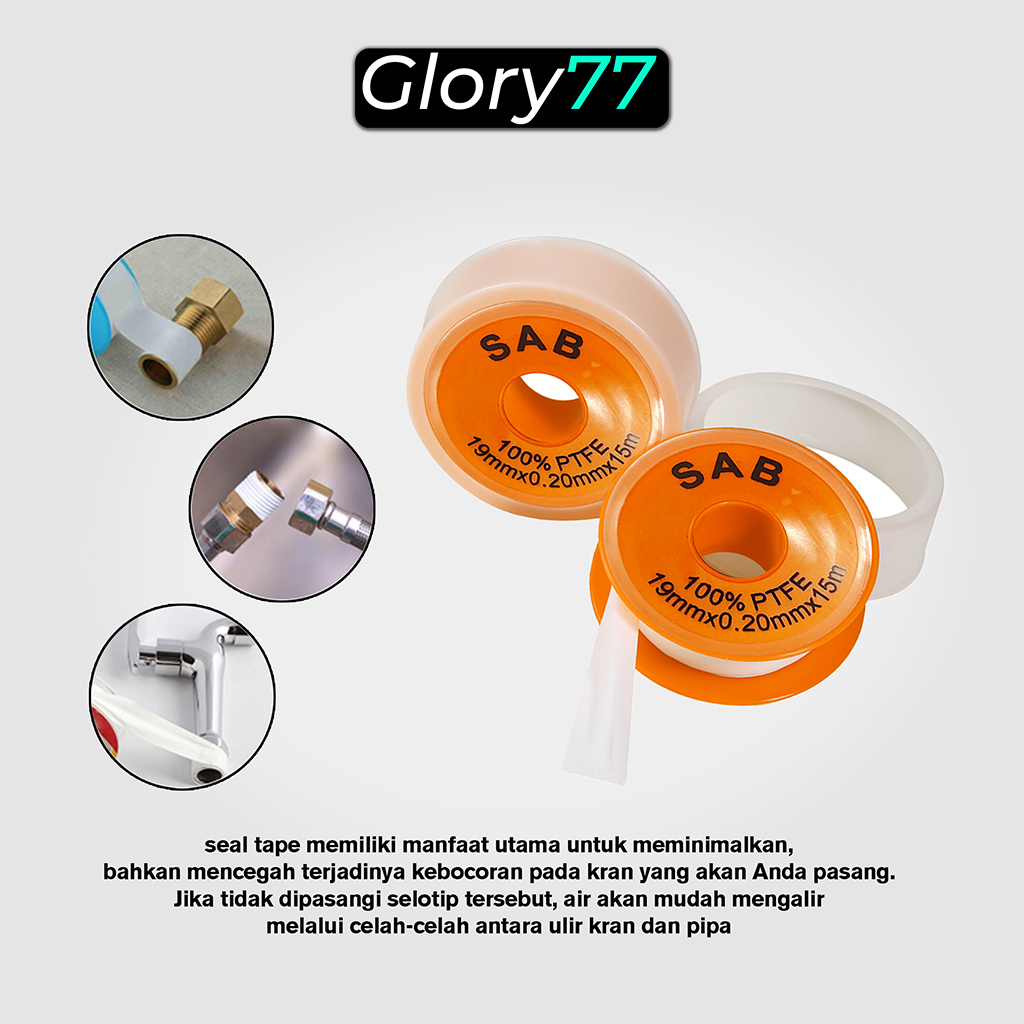 Glory77
SAB
100% PTFE
19mmx0.20mmx15m
SAB
100% PTFE
19mmx0.20mmx15m
seal tape memiliki manfaat utama untuk meminimalkan,
bahkan mencegah terjadinya kebocoran pada kran yang akan Anda pasang.
Jika tidak dipasangi selotip tersebut, air akan mudah mengalir
melalui celah-celah antara ulir kran dan pipa